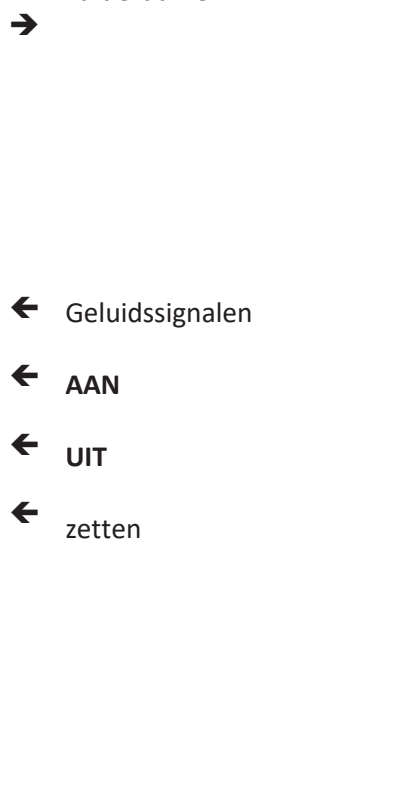 ➔
🡸 Geluidssignalen
🡸 AAN
🡸 UIT
🡸 zetten